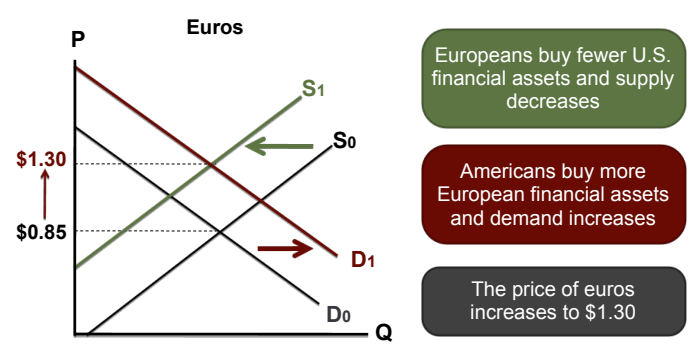 Euros
P
S1
S0
$1.30
$0.85
D1
D0
Q
Europeans buy fewer U.S.
financial assets and supply
decreases
Americans buy more
European financial assets
and demand increases
The price of euros
increases to $1.30